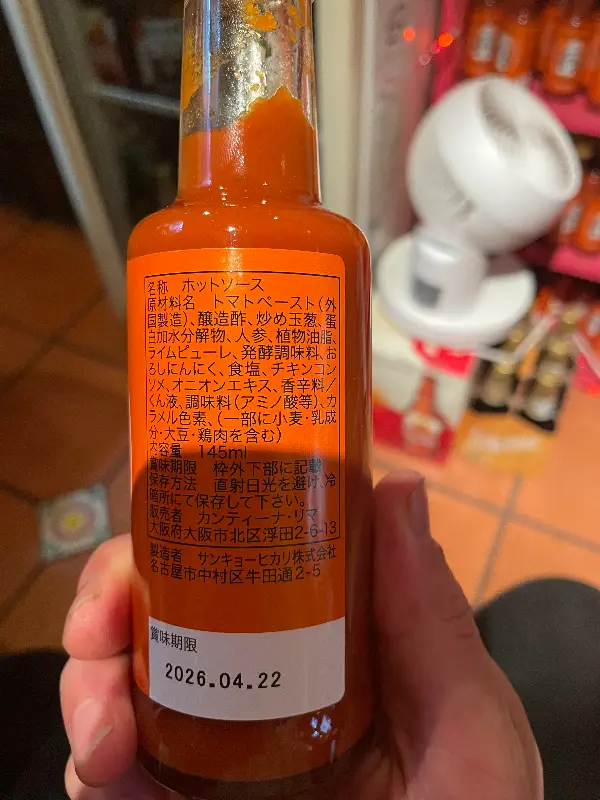 名称　ホットソース
原材料名　トマトペースト(外
国製造)、醸造酢、炒め玉葱、蛋
白加水分解物、人参、植物油脂、
ライムピューレ、発酵調味料、お
ろしにんにく、食塩、チキンコン
ソメ、オニオンエキス、香辛料／
くん液、調味料(アミノ酸等)、カ
ラメル色素、(一部に小麦・乳成
分・大豆・鶏肉を含む)
内容量　145ml
賞味期限　枠外下部に記載
保存方法　直射日光を避け、冷
暗所にて保存して下さい。
販売者　カンティーナ・リマ
大阪府大阪市北区浮田2-6-13
製造者　サンキョーヒカリ株式会社
名古屋市中村区牛田通2-5
賞味期限
2026.04.22